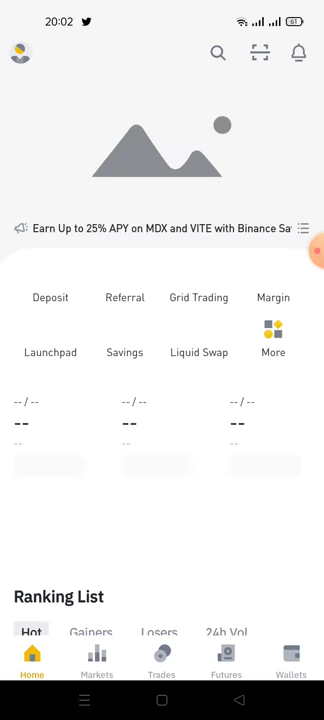 20:02
61
Earn Up to 25% APY on MDX and VITE with Binance Sa
Deposit Referral Grid Trading Margin
Launchpad Savings Liquid Swap More
-- / -- -- / -- -- / --
-- -- --
-- -- --
Ranking List
Hot Gainers Losers 24h Vol
Home Markets Trades Futures Wallets